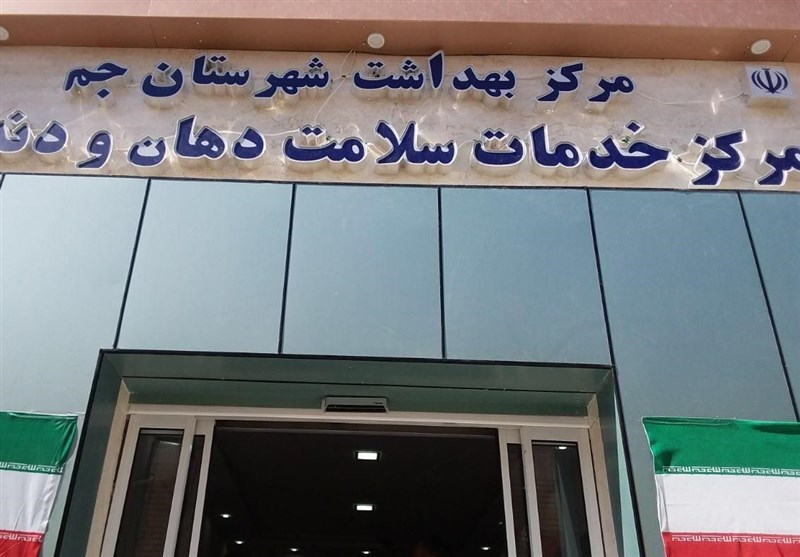 مرکز بهداشت شهرستان جم
مرکز خدمات سلامت دهان و